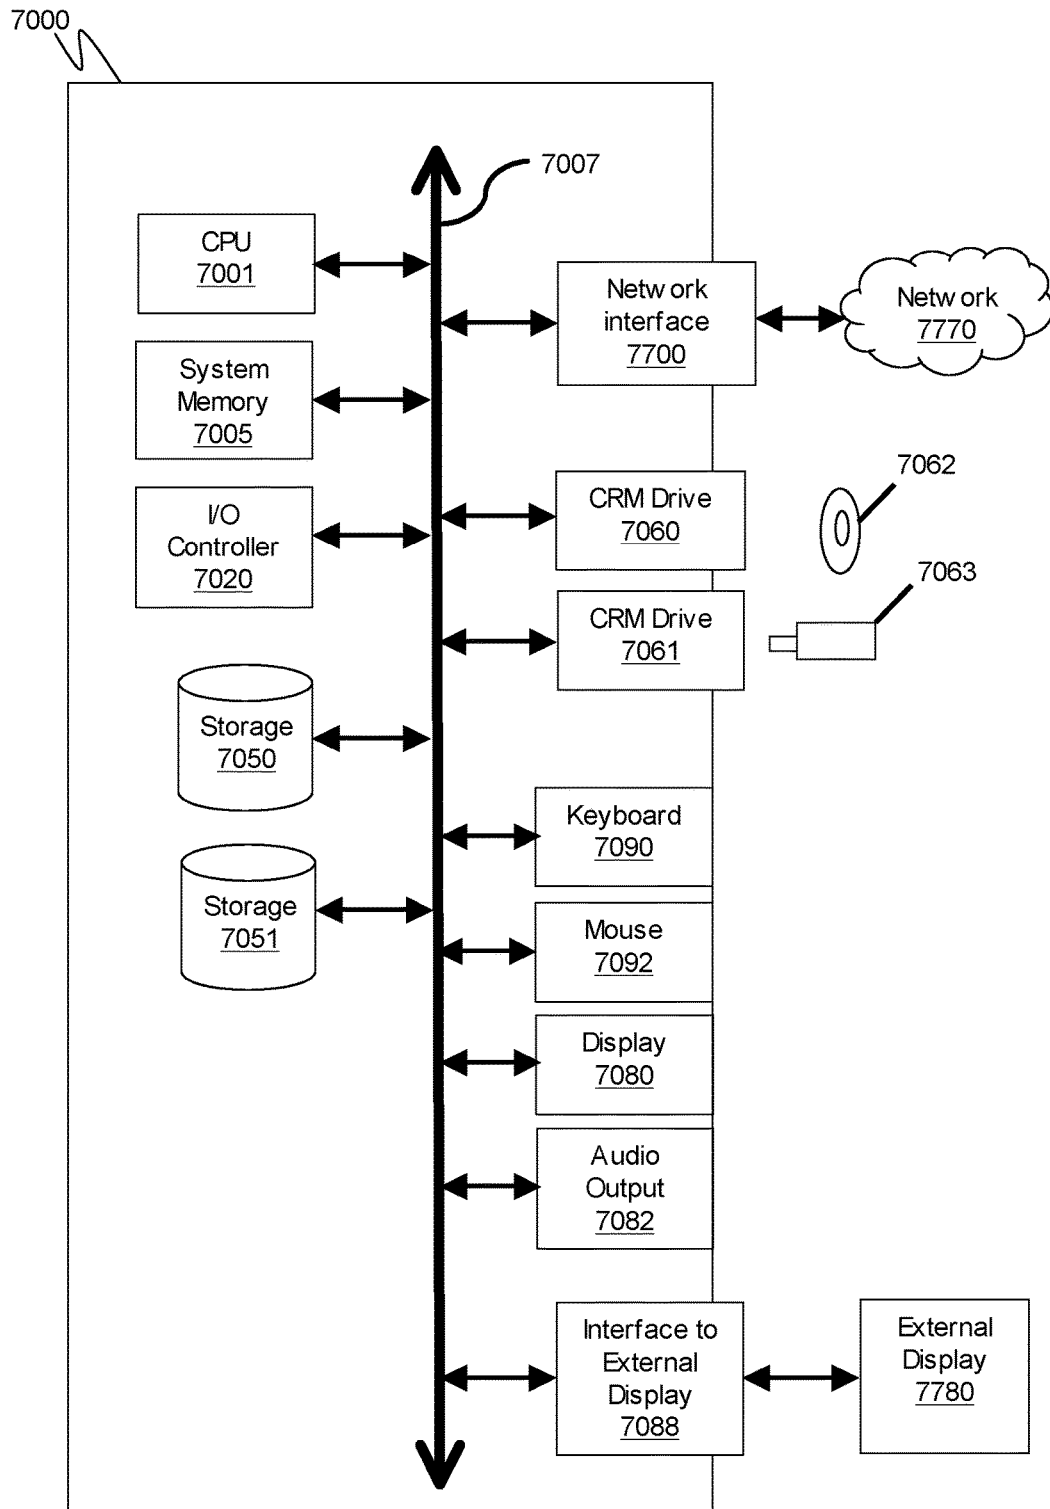 7000
7007
CPU
7001
Network
interface
7700
Network
7770
System
Memory
7005
I/O
Controller
7020
CRM Drive
7060
7062
CRM Drive
7061
7063
Storage
7050
Storage
7051
Keyboard
7090
Mouse
7092
Display
7080
Audio
Output
7082
Interface to
External
Display
7088
External
Display
7780